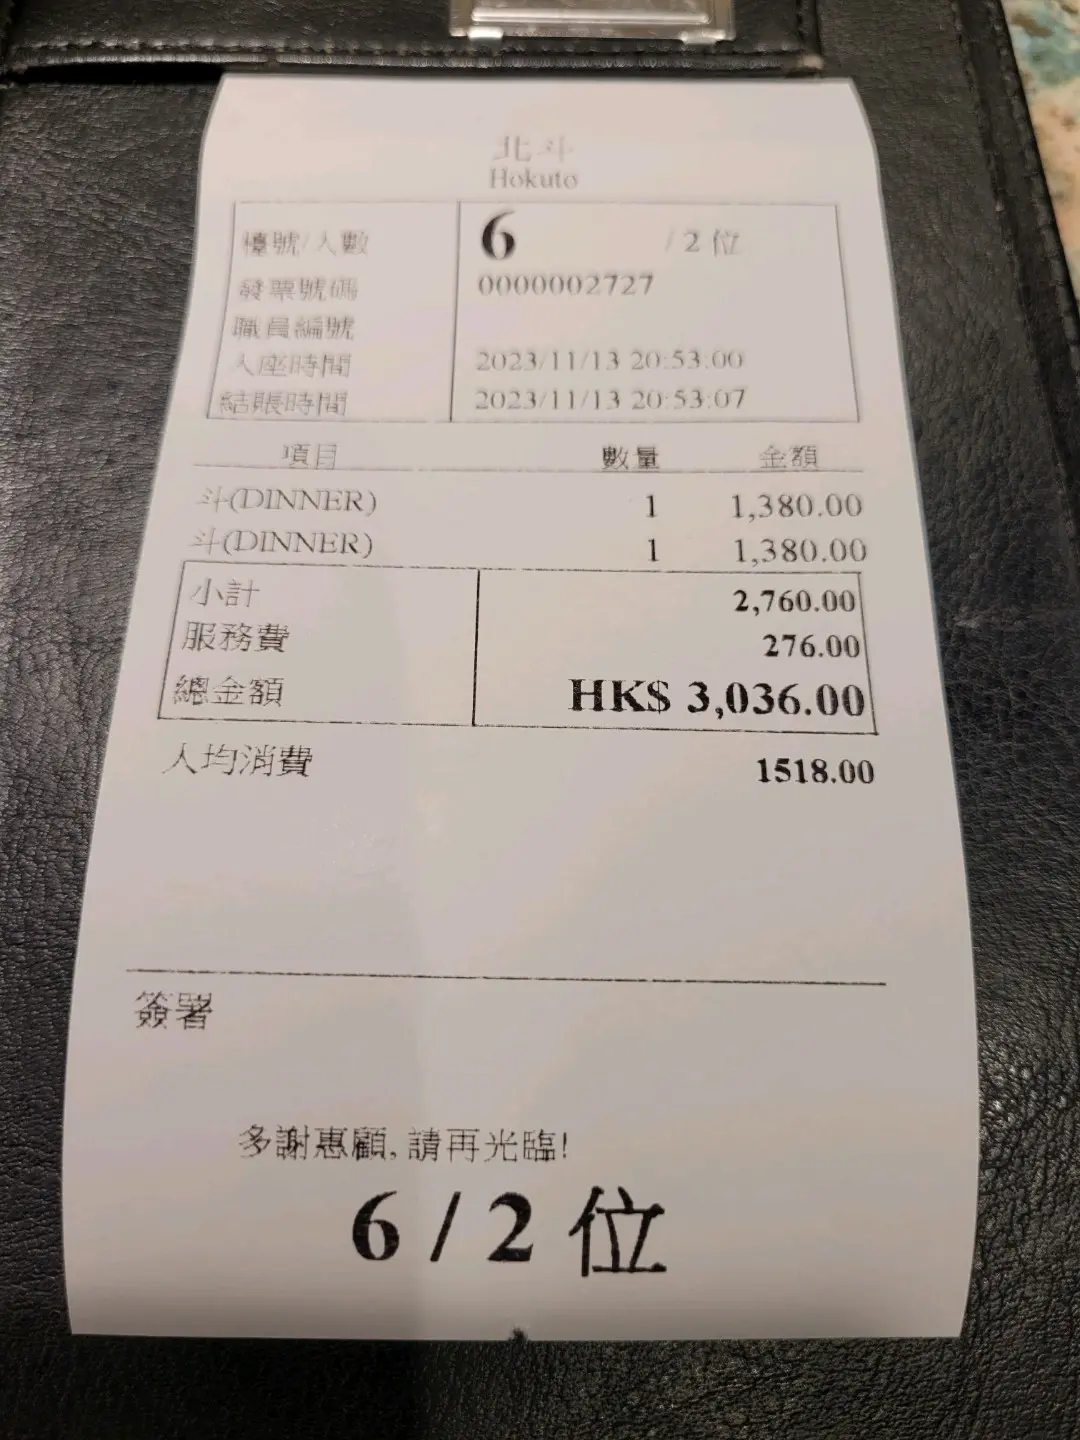 北斗
Hokuto
檯號/人數 6 / 2 位
發票號碼 0000002727
職員編號
入座時間 2023/11/13 20:53:00
結賬時間 2023/11/13 20:53:07
項目 數量 金額
斗(DINNER) 1 1,380.00
斗(DINNER) 1 1,380.00
小計 2,760.00
服務費 276.00
總金額 HK$ 3,036.00
人均消費 1518.00
簽署
多謝惠顧, 請再光臨!
6 / 2 位